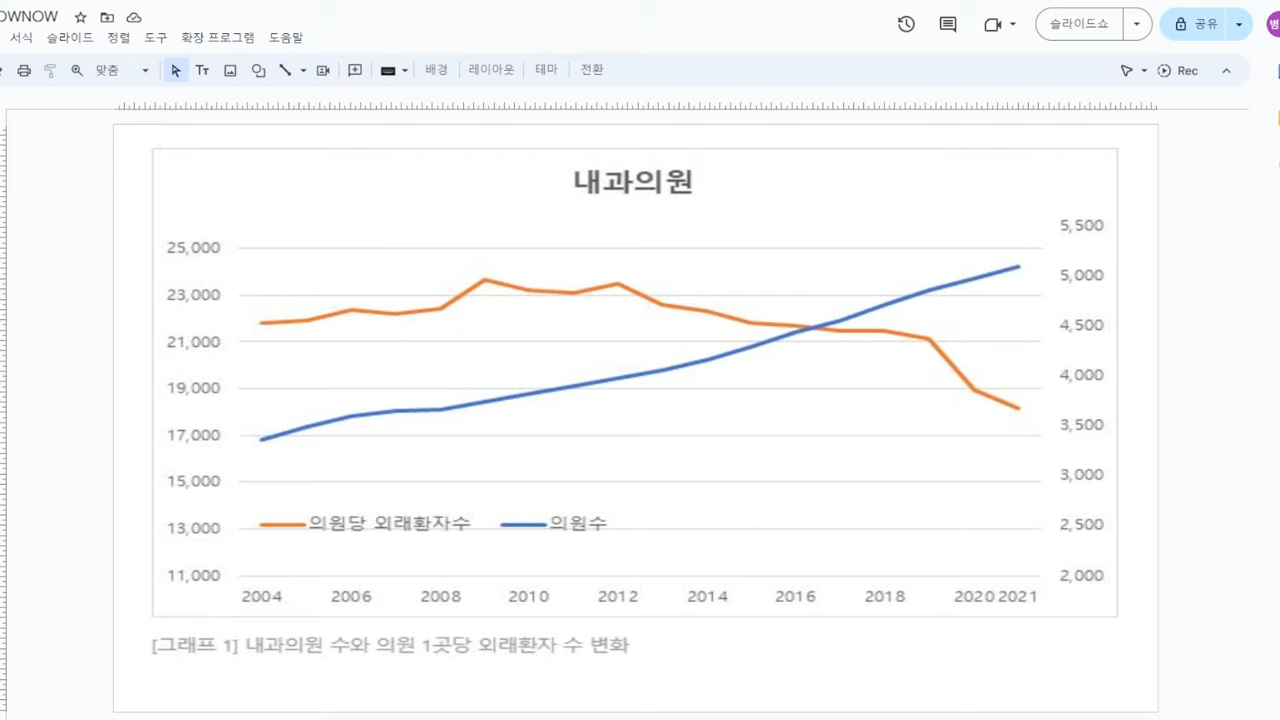 OWNOW
서식 슬라이드 정렬 도구 확장 프로그램 도움말
슬라이드쇼
공유
맞춤
배경 레이아웃 테마 전환
Rec
내과의원
5,500
25,000
5,000
23,000
4,500
21,000
4,000
19,000
3,500
17,000
3,000
15,000
의원당 외래환자수 의원수
2,500
13,000
11,000
2,000
2004 2006 2008 2010 2012 2014 2016 2018 2020 2021
[그래프 1] 내과의원 수와 의원 1곳당 외래환자 수 변화